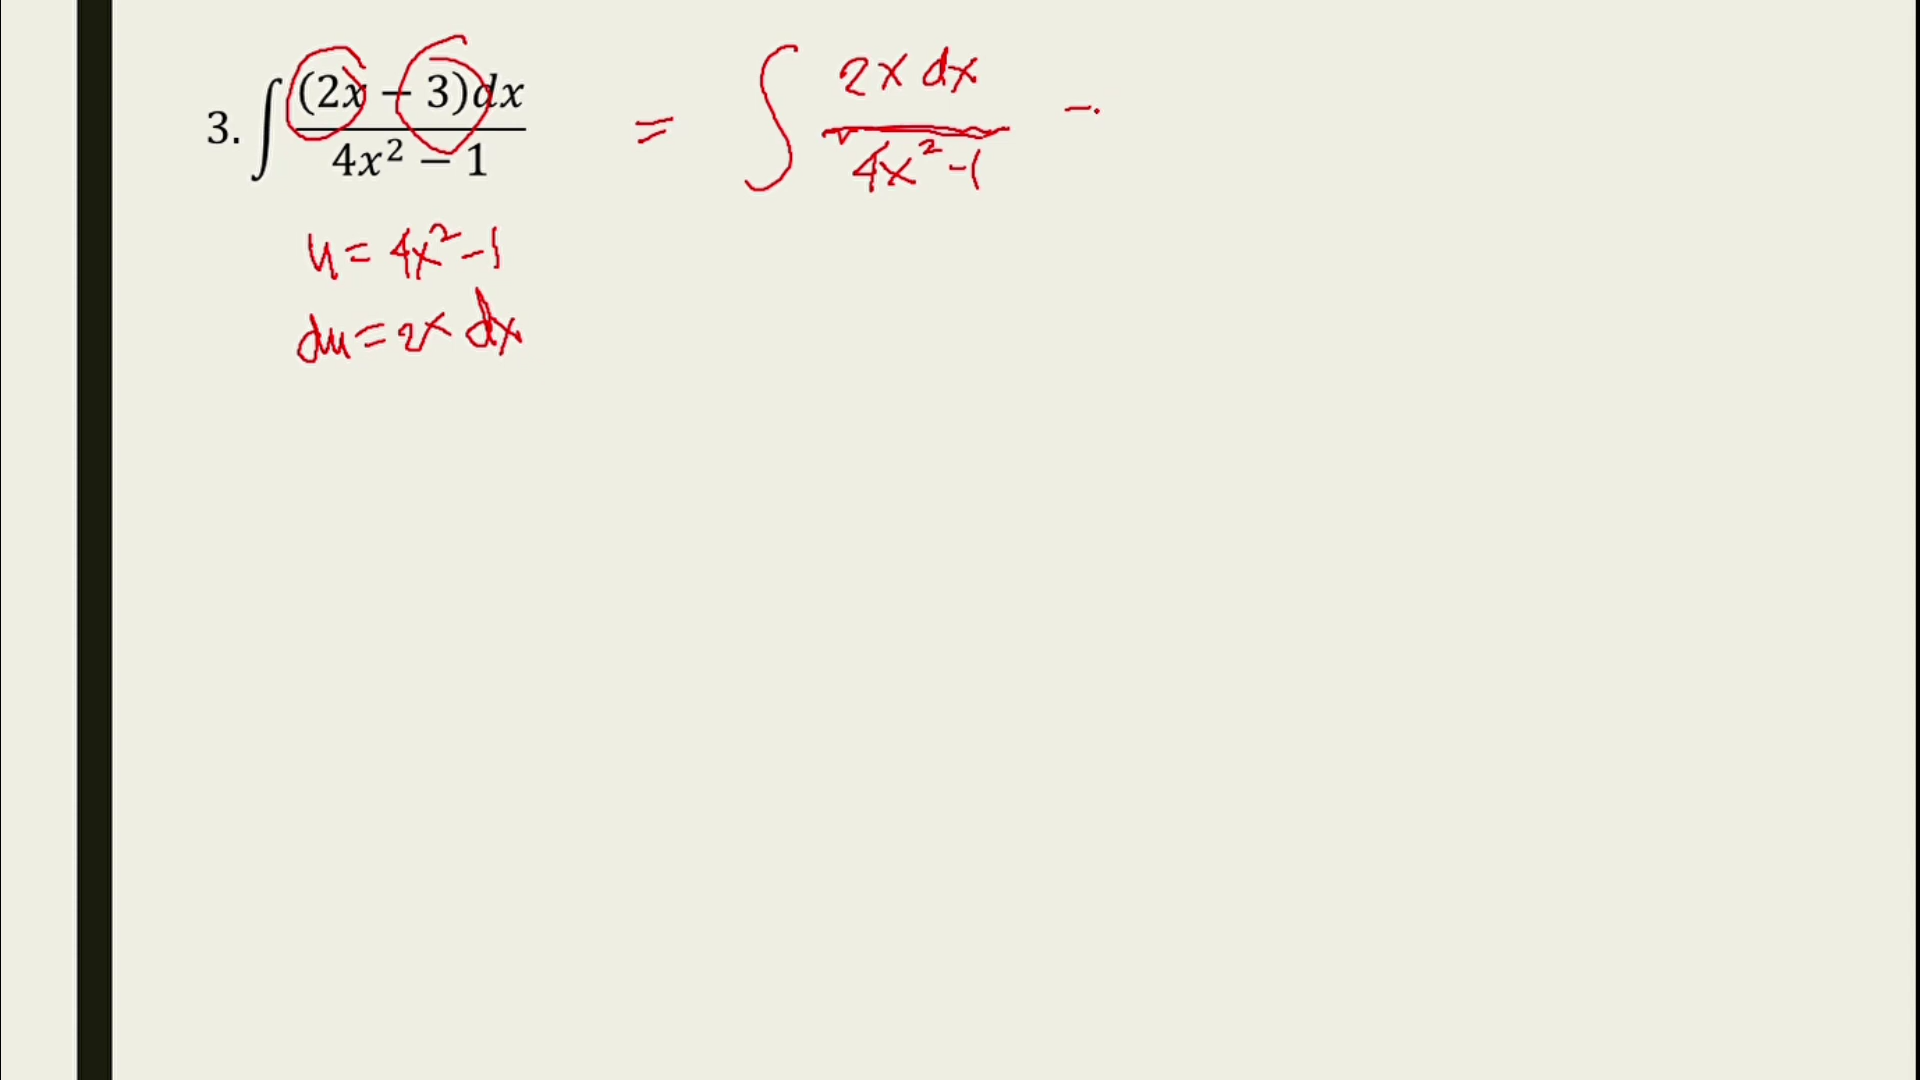 3. ∫ (2x − 3)dx / 4x² − 1 = ∫ 2x dx / 4x² - 1 -
u = 4x² - 1
du = 2x dx